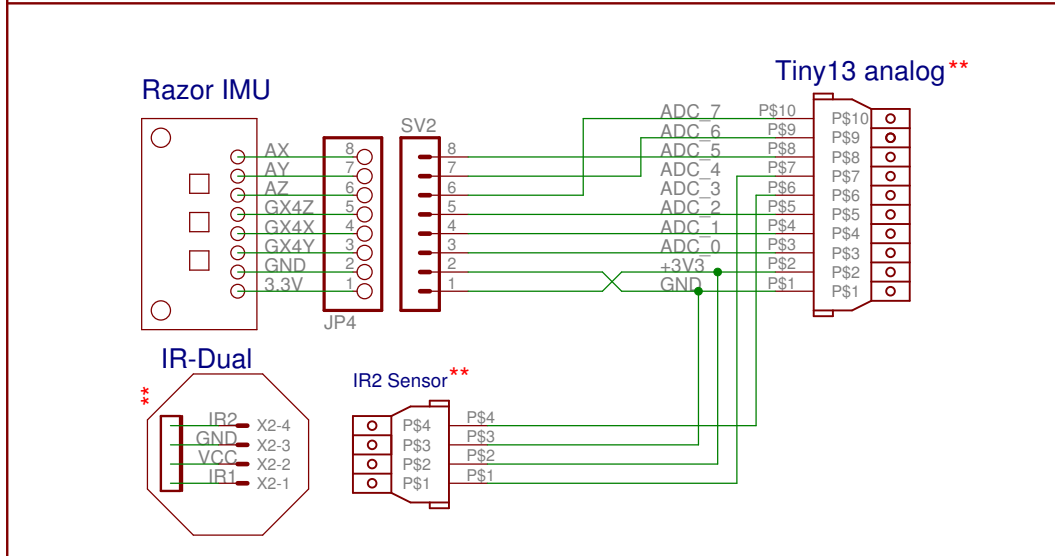 Tiny13 analog**
Razor IMU
SV2
JP4
AX 8
AY 7
AZ 6
GX4Z 5
GX4X 4
GX4Y 3
GND 2
3.3V 1
8
7
6
5
4
3
2
1
ADC_7 P$10 P$10
ADC_6 P$9 P$9
ADC_5 P$8 P$8
ADC_4 P$7 P$7
ADC_3 P$6 P$6
ADC_2 P$5 P$5
ADC_1 P$4 P$4
ADC_0 P$3 P$3
+3V3 P$2 P$2
GND P$1 P$1
IR-Dual
**
IR2 X2-4
GND X2-3
VCC X2-2
IR1 X2-1
IR2 Sensor**
P$4 P$4
P$3 P$3
P$2 P$2
P$1 P$1